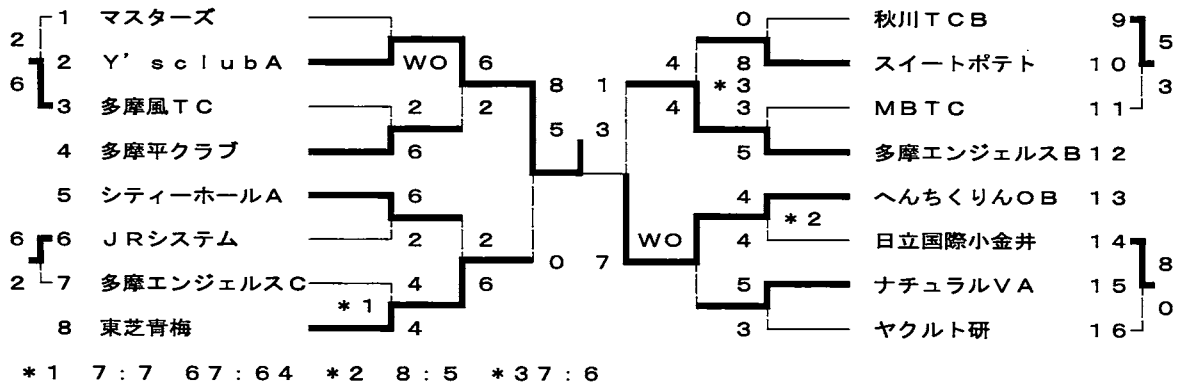 1 マスターズ 0 秋川TCB 9
2 5
2 Y'sclubA WO 6 4 8 スイートポテト 10
6 8 1 *3 3
3 多摩風TC 2 2 4 3 MBTC 11
5 3
4 多摩平クラブ 6 5 多摩エンジェルスB 12
5 シティーホールA 6 4 へんちくりんOB 13
*2
6 6 JRシステム 2 2 WO 4 日立国際小金井 14
0 7 8
2 7 多摩エンジェルスC 4 6 5 ナチュラルVA 15
*1 0
8 東芝青梅 4 3 ヤクルト研 16
*1 7:7 67:64 *2 8:5 *37:6